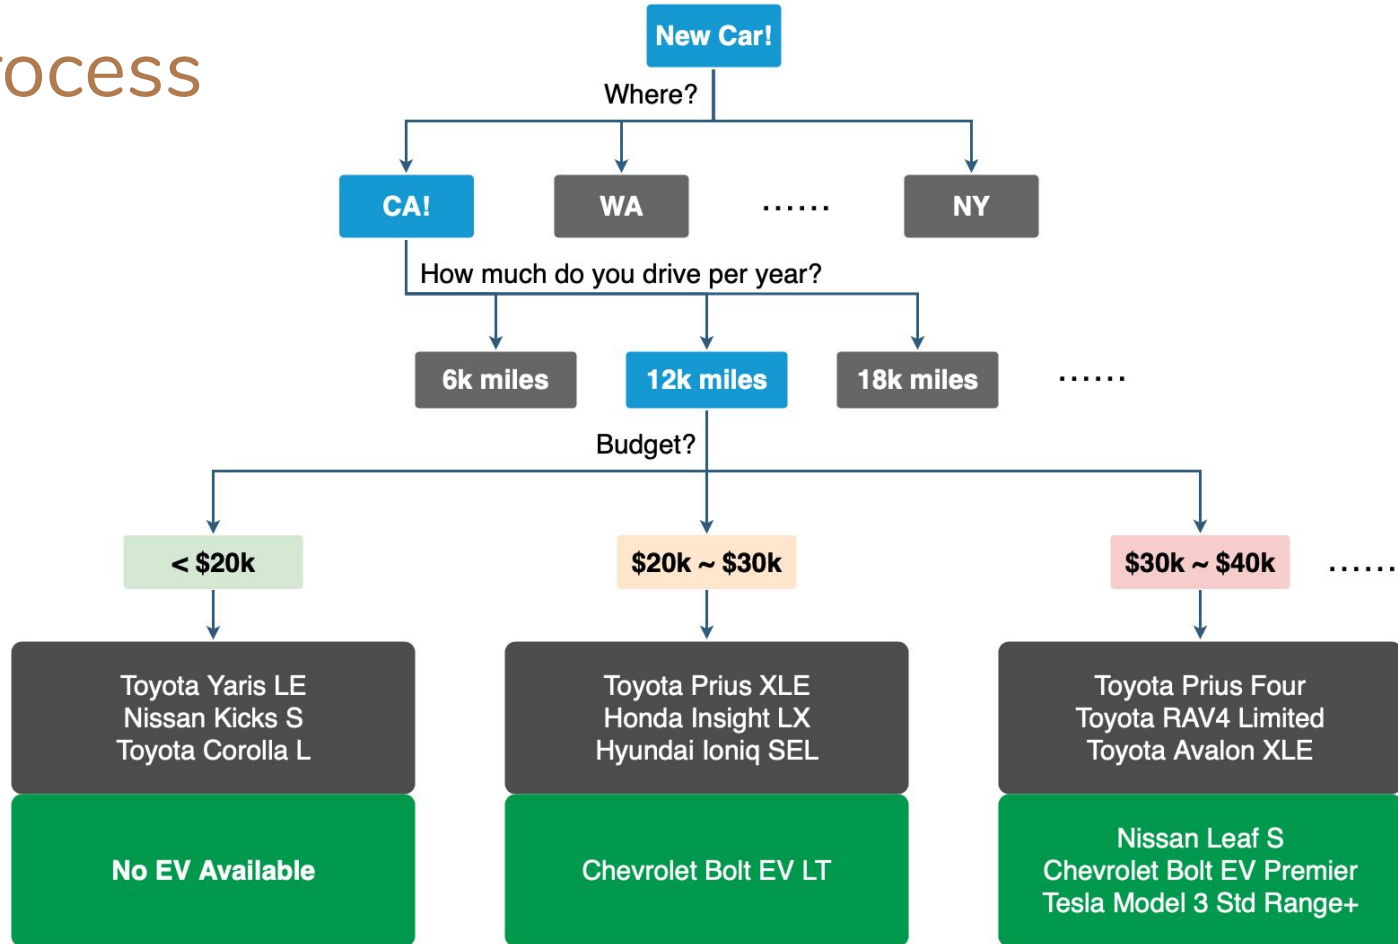 rocess
New Car!
Where?
CA!
WA
......
NY
How much do you drive per year?
6k miles
12k miles
18k miles
......
Budget?
< $20k
$20k ~ $30k
$30k ~ $40k
......
Toyota Yaris LE
Nissan Kicks S
Toyota Corolla L
No EV Available
Toyota Prius XLE
Honda Insight LX
Hyundai Ioniq SEL
Chevrolet Bolt EV LT
Toyota Prius Four
Toyota RAV4 Limited
Toyota Avalon XLE
Nissan Leaf S
Chevrolet Bolt EV Premier
Tesla Model 3 Std Range+